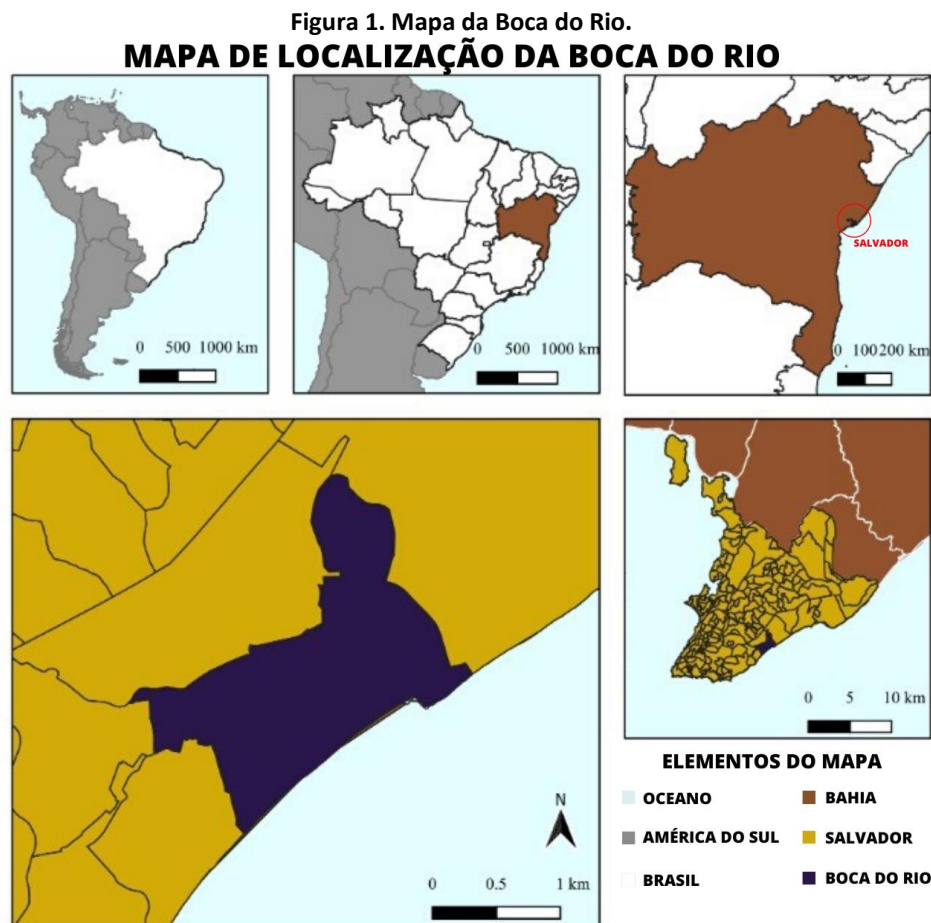 Figura 1. Mapa da Boca do Rio.
MAPA DE LOCALIZAÇÃO DA BOCA DO RIO
0 500 1000 km
0 500 1000 km
SALVADOR
0 100 200 km
0 5 10 km
N
0 0.5 1 km
ELEMENTOS DO MAPA
OCEANO
BAHIA
AMÉRICA DO SUL
SALVADOR
BRASIL
BOCA DO RIO